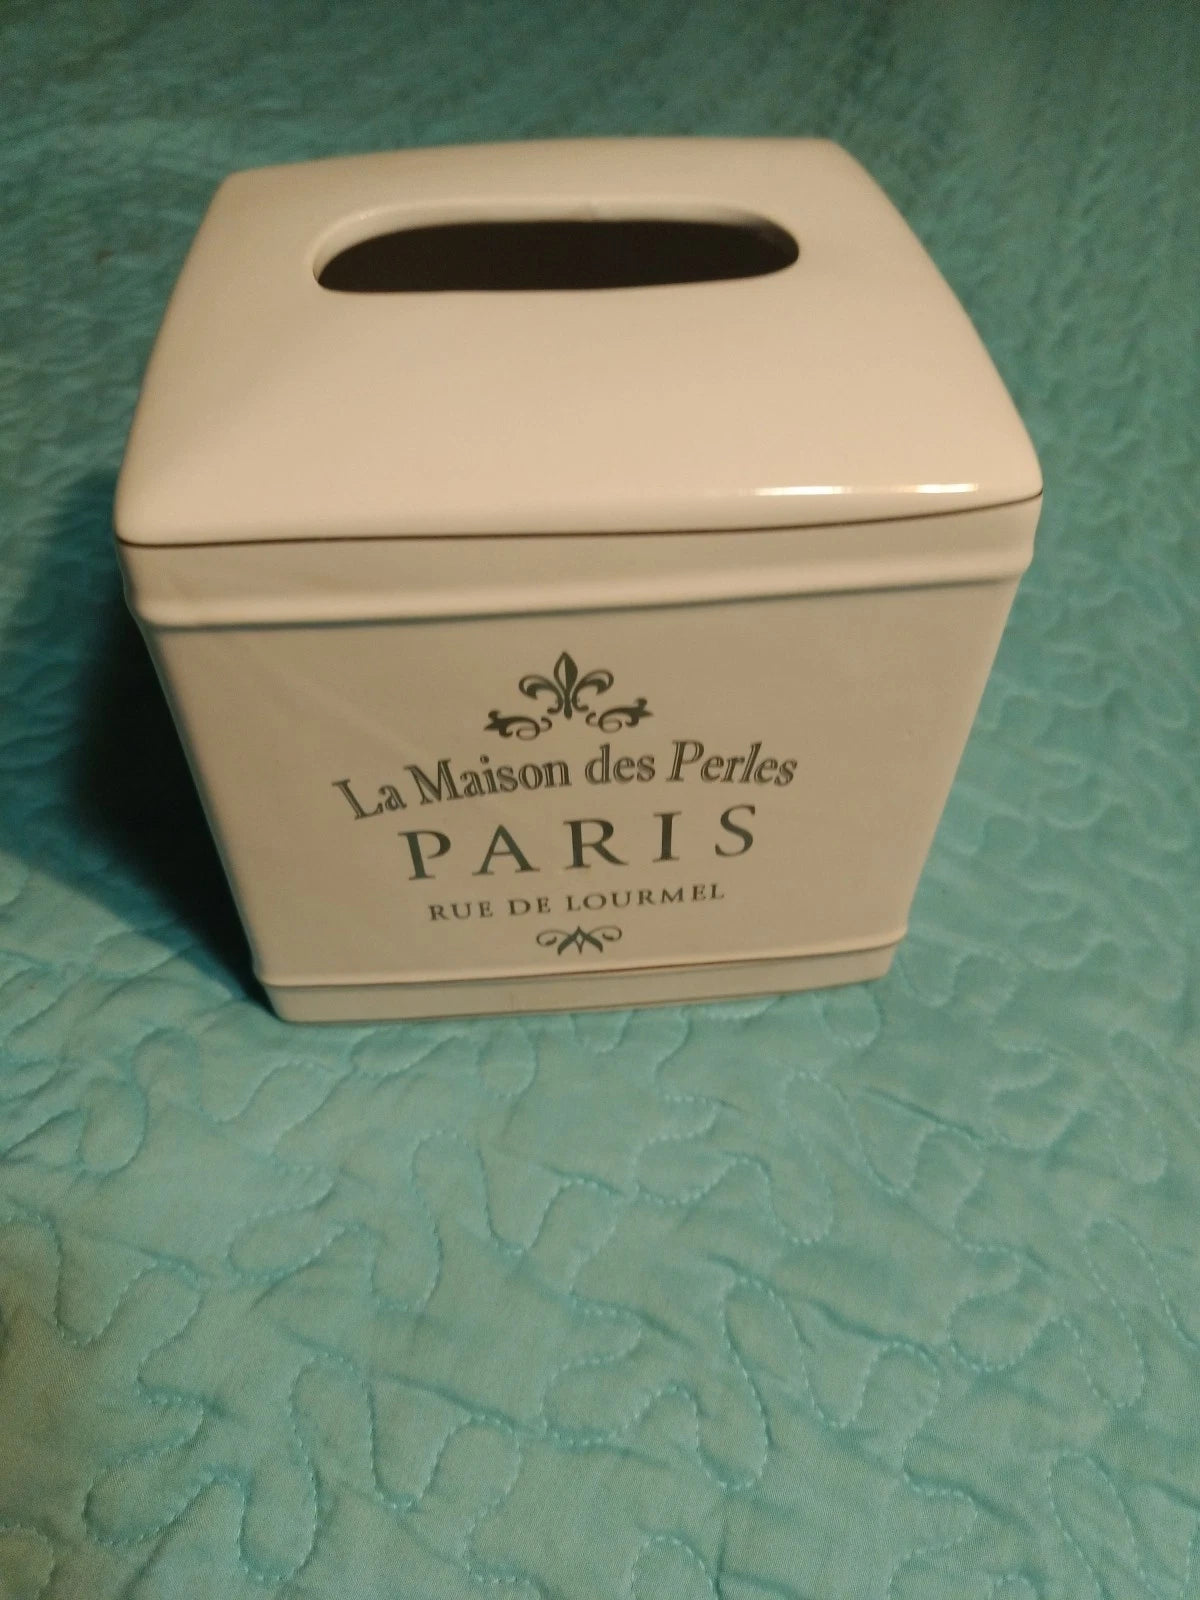 La Maison des Perles
PARIS
RUE DE LOURMEL